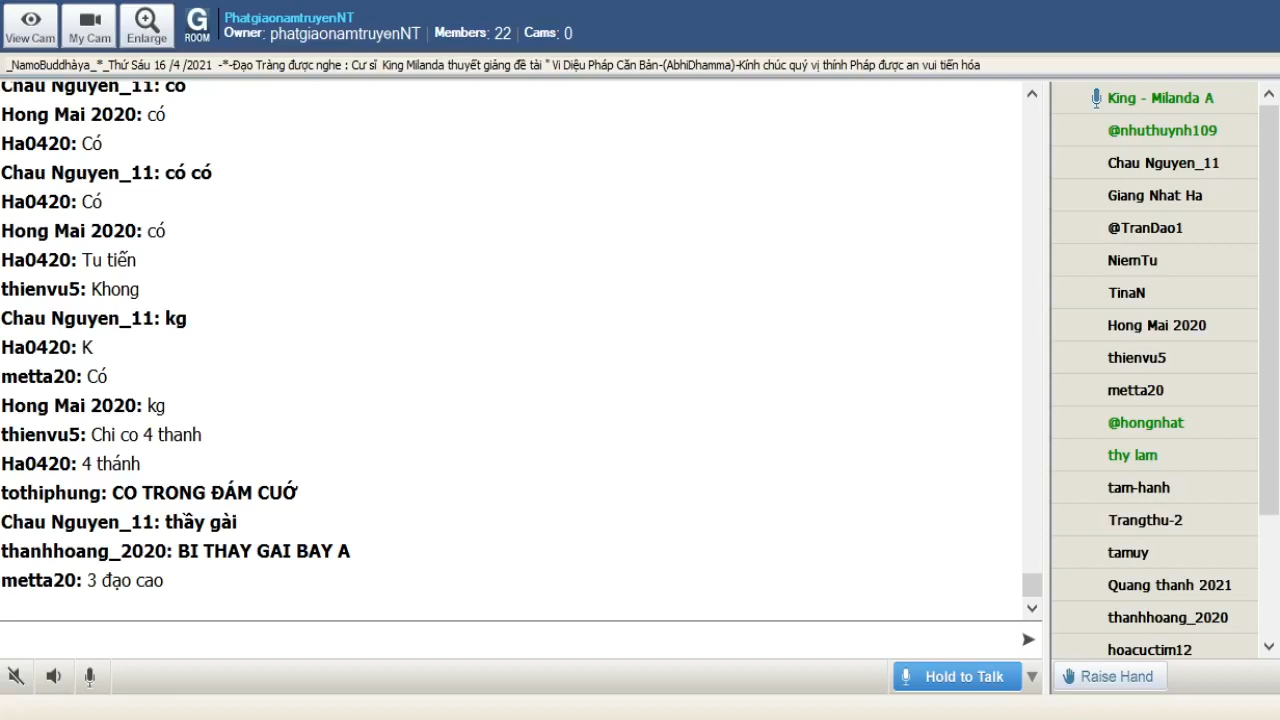 View Cam
My Cam
Enlarge
G
ROOM
PhatgiaonamtruyenNT
Owner: phatgiaonamtruyenNT | Members: 22 | Cams: 0
_NamoBuddhàya_*_Thứ Sáu 16 /4 /2021 -*-Đạo Tràng được nghe : Cư sĩ King Milanda thuyết giảng đề tài " Vi Diệu Pháp Căn Bản-(AbhiDhamma)-Kính chúc quý vị thính Pháp được an vui tiến hóa
Chau Nguyen_11: có
Hong Mai 2020: có
Ha0420: Có
Chau Nguyen_11: có có
Ha0420: Có
Hong Mai 2020: có
Ha0420: Tu tiến
thienvu5: Khong
Chau Nguyen_11: kg
Ha0420: K
metta20: Có
Hong Mai 2020: kg
thienvu5: Chi co 4 thanh
Ha0420: 4 thánh
tothiphung: CO TRONG ĐÁM CUỚ
Chau Nguyen_11: thầy gài
thanhhoang_2020: BI THAY GAI BAY A
metta20: 3 đạo cao
King - Milanda A
@nhuthuynh109
Chau Nguyen_11
Giang Nhat Ha
@TranDao1
NiemTu
TinaN
Hong Mai 2020
thienvu5
metta20
@hongnhat
thy lam
tam-hanh
Trangthu-2
tamuy
Quang thanh 2021
thanhhoang_2020
hoacuctim12
Hold to Talk
Raise Hand